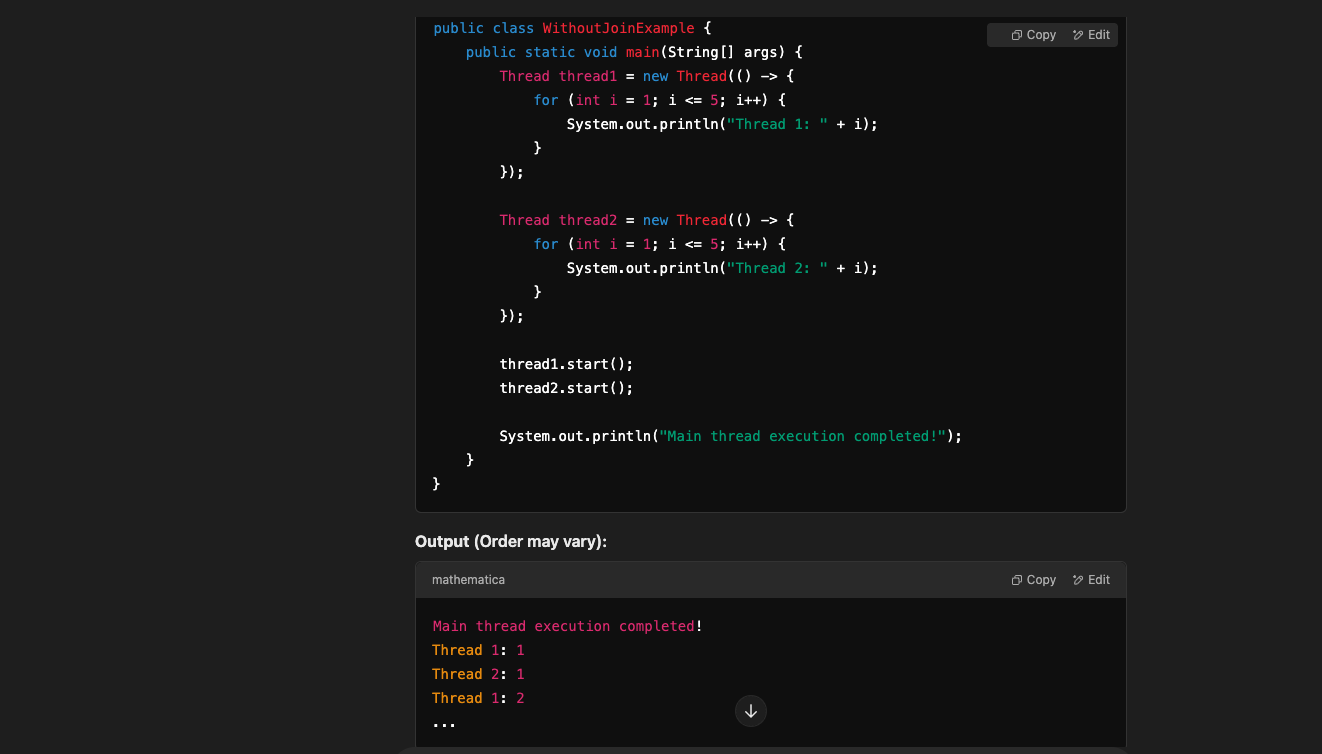 public class WithoutJoinExample {
Copy Edit
public static void main(String[] args) {
Thread thread1 = new Thread(() -> {
for (int i = 1; i <= 5; i++) {
System.out.println("Thread 1: " + i);
}
});
Thread thread2 = new Thread(() -> {
for (int i = 1; i <= 5; i++) {
System.out.println("Thread 2: " + i);
}
});
thread1.start();
thread2.start();
System.out.println("Main thread execution completed!");
}
}
Output (Order may vary):
mathematica Copy Edit
Main thread execution completed!
Thread 1: 1
Thread 2: 1
Thread 1: 2
...